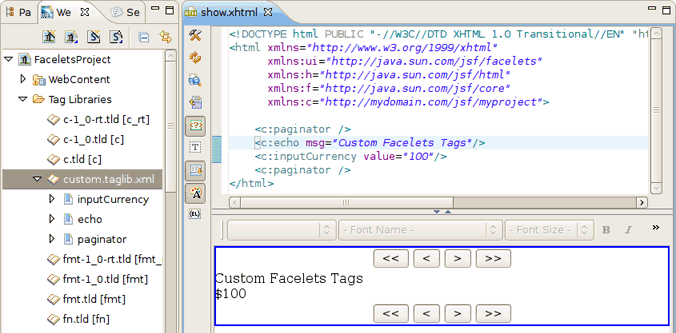 Pa
We
Se
FaceletsProject
WebContent
Tag Libraries
c-1_0-rt.tld [c_rt]
c-1_0.tld [c]
c.tld [c]
custom.taglib.xml
inputCurrency
echo
paginator
fmt-1_0-rt.tld [fmt_
fmt-1_0.tld [fmt]
fmt.tld [fmt]
fn.tld [fn]
show.xhtml
<!DOCTYPE html PUBLIC "-//W3C//DTD XHTML 1.0 Transitional//EN" "ht
<html xmlns="http://www.w3.org/1999/xhtml"
xmlns:ui="http://java.sun.com/jsf/facelets"
xmlns:h="http://java.sun.com/jsf/html"
xmlns:f="http://java.sun.com/jsf/core"
xmlns:c="http://mydomain.com/jsf/myproject">
<c:paginator />
<c:echo msg="Custom Facelets Tags"/>
<c:inputCurrency value="100"/>
<c:paginator />
</html>
- Font Name - - Font Size - B I »
<< < > >>
Custom Facelets Tags
$100
<< < > >>